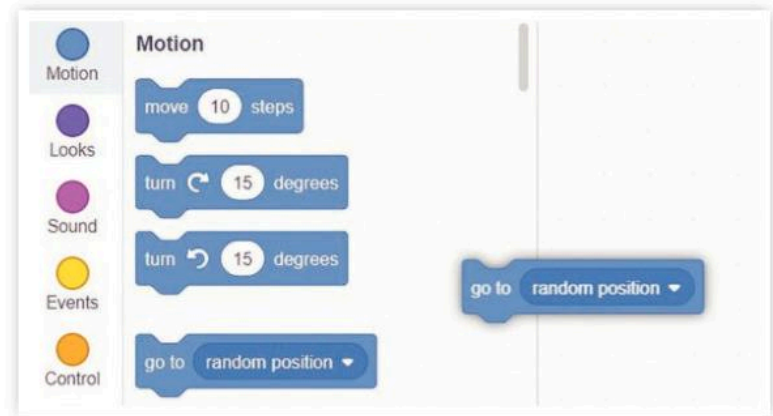 Motion
Looks
Sound
Events
Control
Motion
move 10 steps
turn 15 degrees
turn 15 degrees
go to random position
go to random position